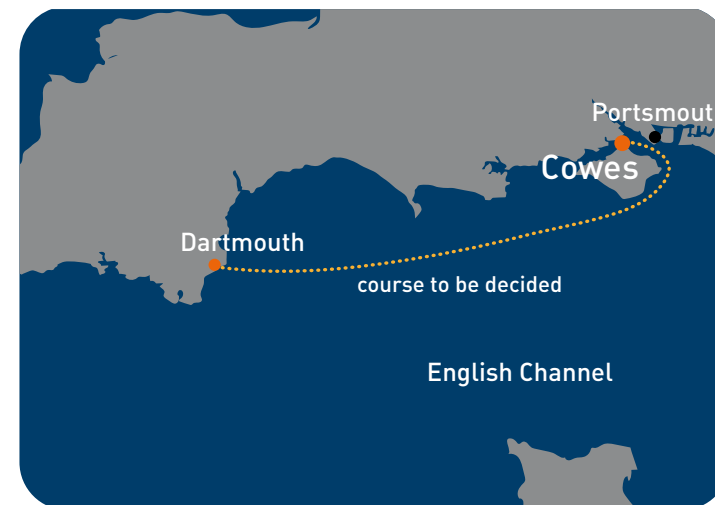 Portsmout
Cowes
Dartmouth
course to be decided
English Channel